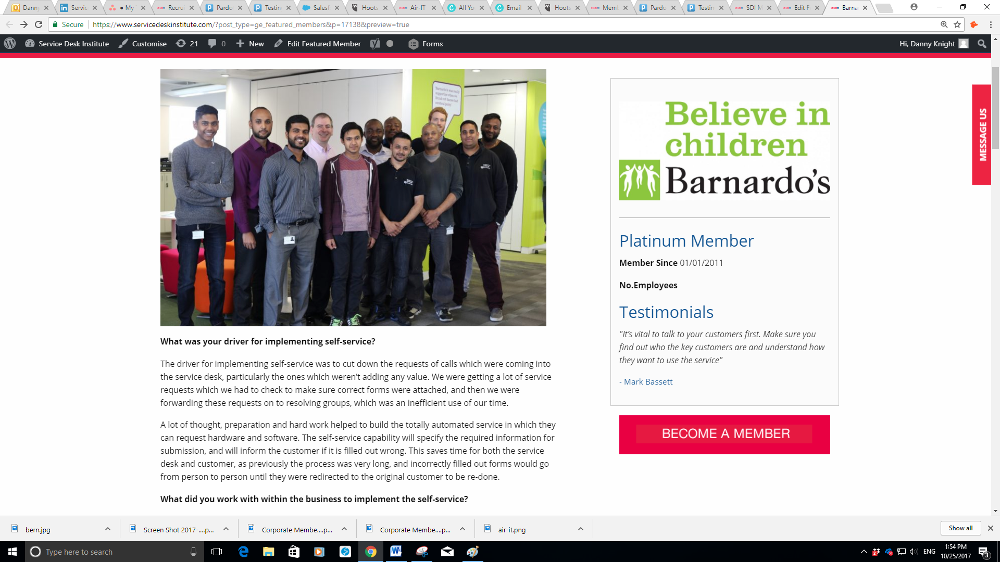 Danny
Servic
● My
Recrui
Pardo
Testin
Salesf
Hoots
Air-IT
All Yo
Email
Hoots
Mem
Pardo
Testin
SDI M
Edit F
Barna
Secure
https://www.servicedeskinstitute.com/?post_type=ge_featured_members&p=17138&preview=true
Service Desk Institute
Customise
21
0
New
Edit Featured Member
Forms
Hi, Danny Knight
Barnardo's was really
supportive when we
Believe in
children
Barnardo's
MESSAGE US
Platinum Member
Member Since 01/01/2011
No.Employees
Testimonials
"It's vital to talk to your customers first. Make sure you
find out who the key customers are and understand how
they want to use the service"
- Mark Bassett
BECOME A MEMBER
What was your driver for implementing self-service?
The driver for implementing self-service was to cut down the requests of calls which were coming into
the service desk, particularly the ones which weren't adding any value. We were getting a lot of service
requests which we had to check to make sure correct forms were attached, and then we were
forwarding these requests on to resolving groups, which was an inefficient use of our time.
A lot of thought, preparation and hard work helped to build the totally automated service in which they
can request hardware and software. The self-service capability will specify the required information for
submission, and will inform the customer if it is filled out wrong. This saves time for both the service
desk and customer, as previously the process was very long, and incorrectly filled out forms would go
from person to person until they were redirected to the original customer to be re-done.
What did you work with within the business to implement the self-service?
bern.jpg
Screen Shot 2017-....p...
Corporate Membe....p...
Corporate Membe....p...
air-it.png
Show all
Type here to search
ENG
1:54 PM
10/25/2017
3